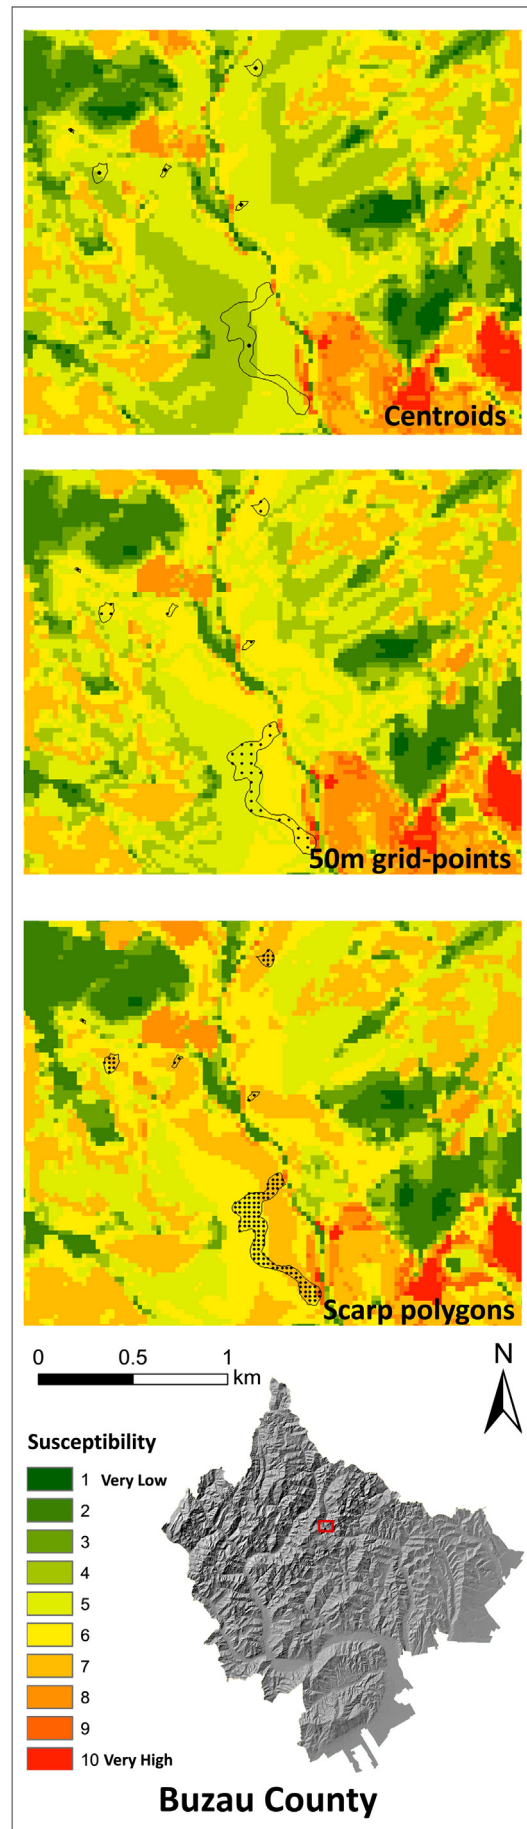 Centroids
50m grid-points
Scarp polygons
0 0.5 1
km
N
Susceptibility
1 Very Low
2
3
4
5
6
7
8
9
10 Very High
Buzau County